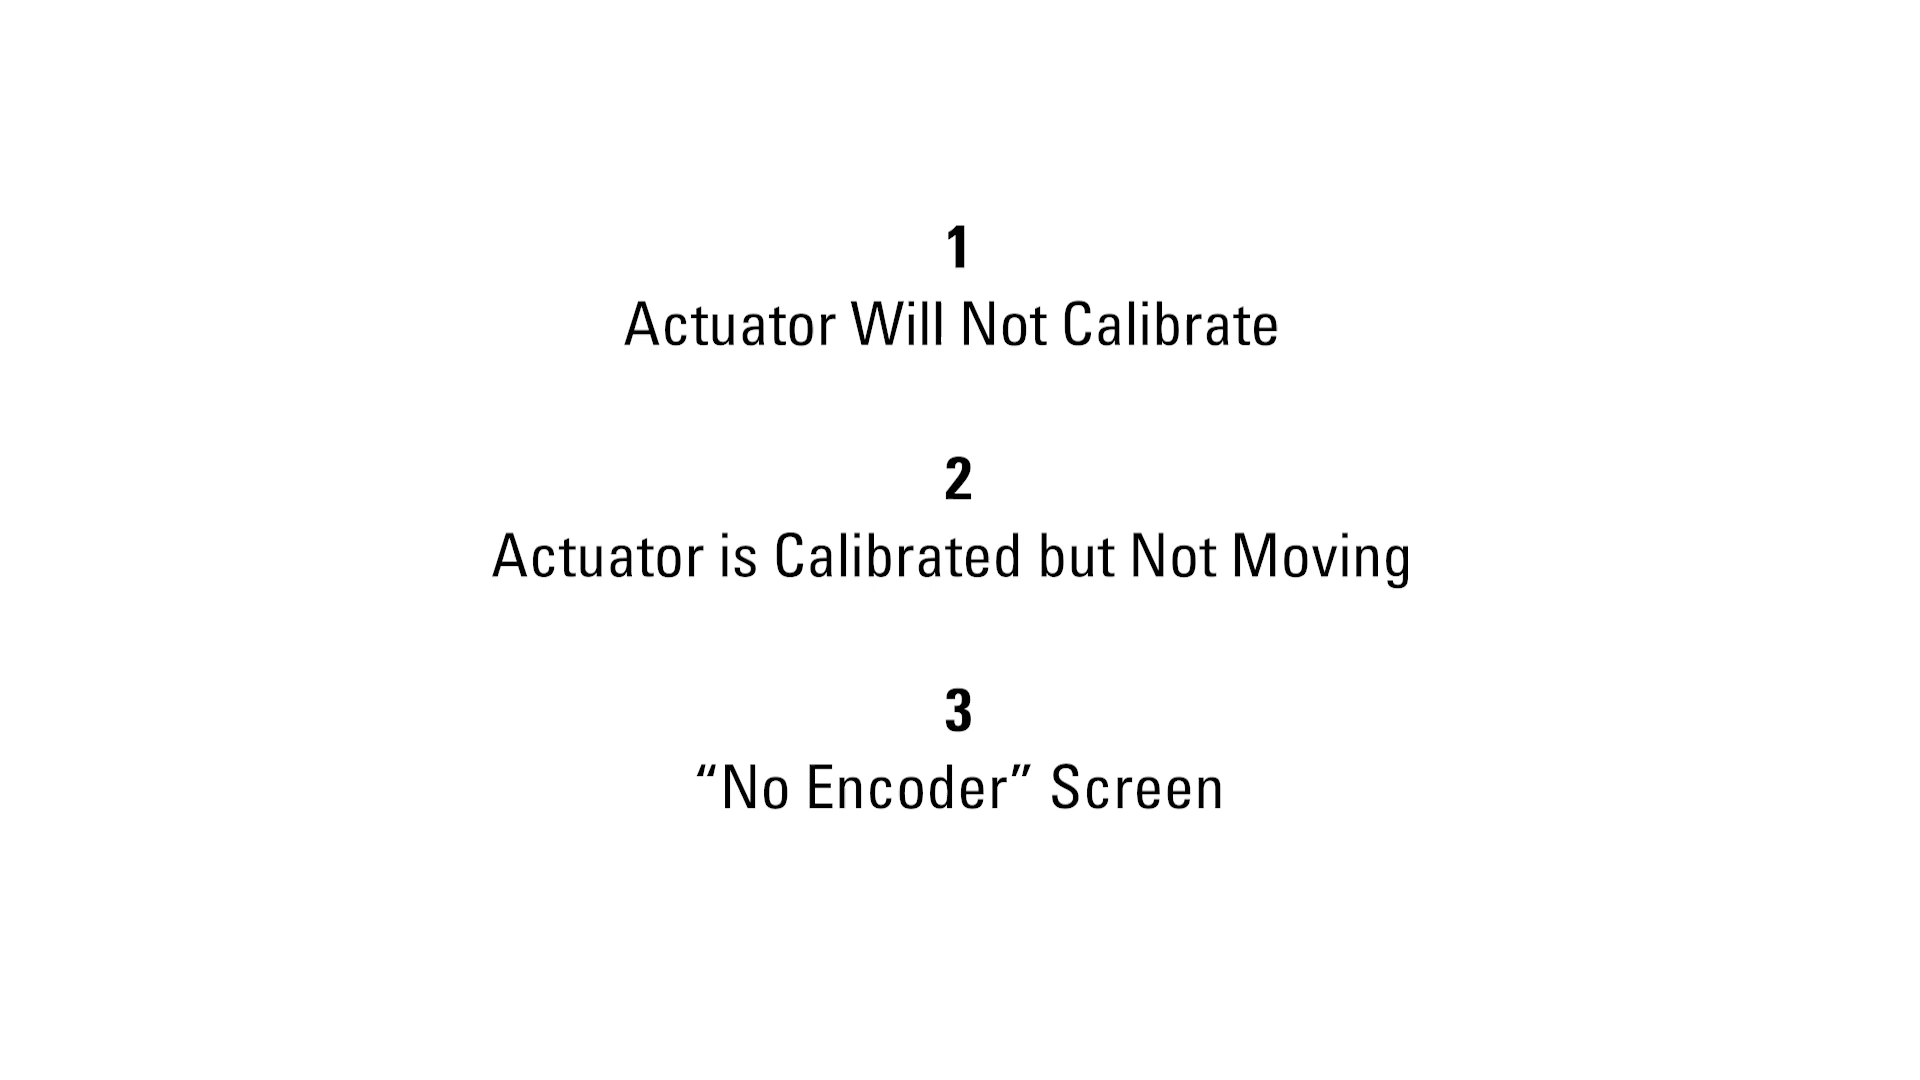 1
Actuator Will Not Calibrate
2
Actuator is Calibrated but Not Moving
3
“No Encoder” Screen